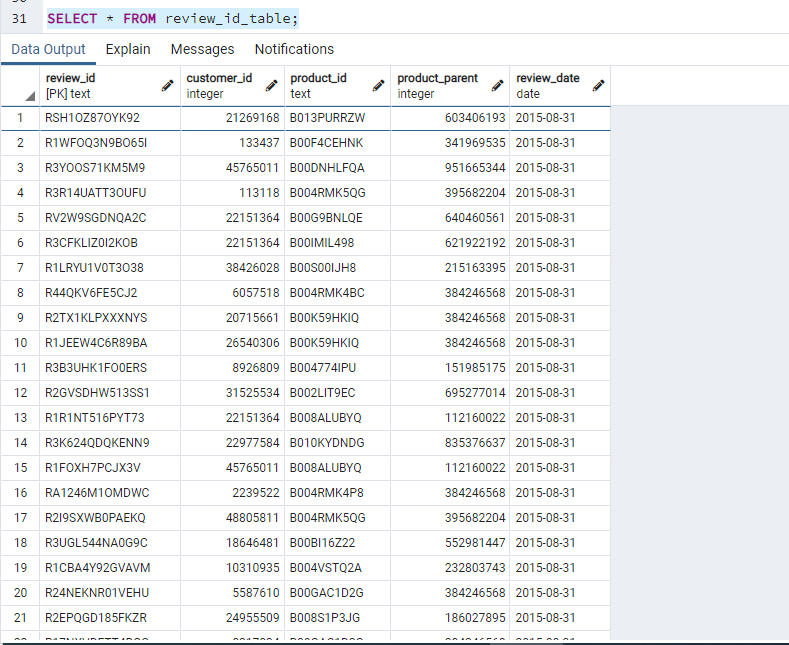 31 SELECT * FROM review_id_table;
Data Output Explain Messages Notifications
review_id customer_id product_id product_parent review_date
[PK] text integer text integer date
1 RSH1OZ87OYK92 21269168 B013PURRZW 603406193 2015-08-31
2 R1WFOQ3N9BO65I 133437 B00F4CEHNK 341969535 2015-08-31
3 R3YOOS71KM5M9 45765011 B00DNHLFQA 951665344 2015-08-31
4 R3R14UATT3OUFU 113118 B004RMK5QG 395682204 2015-08-31
5 RV2W9SGDNQA2C 22151364 B00G9BNLQE 640460561 2015-08-31
6 R3CFKLIZ0I2KOB 22151364 B00IMIL498 621922192 2015-08-31
7 R1LRYU1V0T3O38 38426028 B00S00IJH8 215163395 2015-08-31
8 R44QKV6FE5CJ2 6057518 B004RMK4BC 384246568 2015-08-31
9 R2TX1KLPXXXNYS 20715661 B00K59HKIQ 384246568 2015-08-31
10 R1JEEW4C6R89BA 26540306 B00K59HKIQ 384246568 2015-08-31
11 R3B3UHK1FO0ERS 8926809 B004774IPU 151985175 2015-08-31
12 R2GVSDHW513SS1 31525534 B002LIT9EC 695277014 2015-08-31
13 R1R1NT516PYT73 22151364 B008ALUBYQ 112160022 2015-08-31
14 R3K624QDQKENN9 22977584 B010KYDNDG 835376637 2015-08-31
15 R1FOXH7PCJX3V 45765011 B008ALUBYQ 112160022 2015-08-31
16 RA1246M1OMDWC 2239522 B004RMK4P8 384246568 2015-08-31
17 R2I9SXWB0PAEKQ 48805811 B004RMK5QG 395682204 2015-08-31
18 R3UGL544NA0G9C 18646481 B00BI16Z22 552981447 2015-08-31
19 R1CBA4Y92GVAVM 10310935 B004VSTQ2A 232803743 2015-08-31
20 R24NEKNR01VEHU 5587610 B00GAC1D2G 384246568 2015-08-31
21 R2EPQGD185FKZR 24955509 B008S1P3JG 186027895 2015-08-31